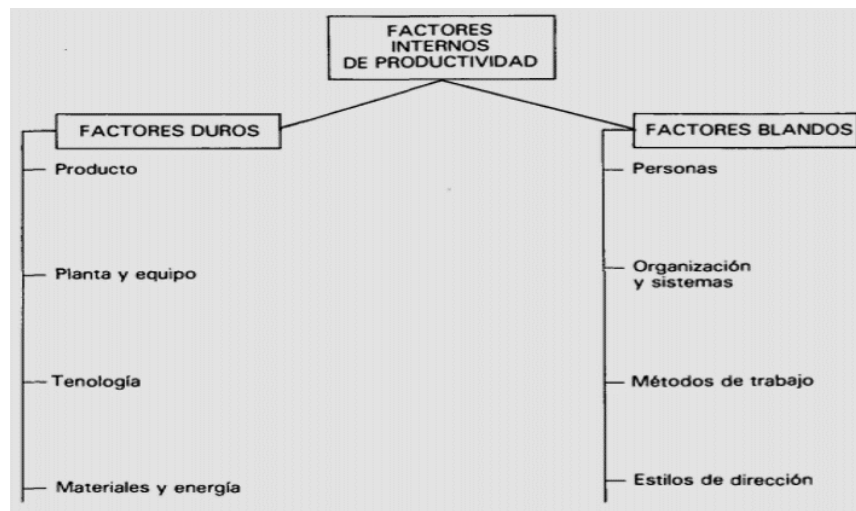 FACTORES
INTERNOS
DE PRODUCTIVIDAD
FACTORES DUROS
Producto
Planta y equipo
Tenología
Materiales y energía
FACTORES BLANDOS
Personas
Organización
y sistemas
Métodos de trabajo
Estilos de dirección